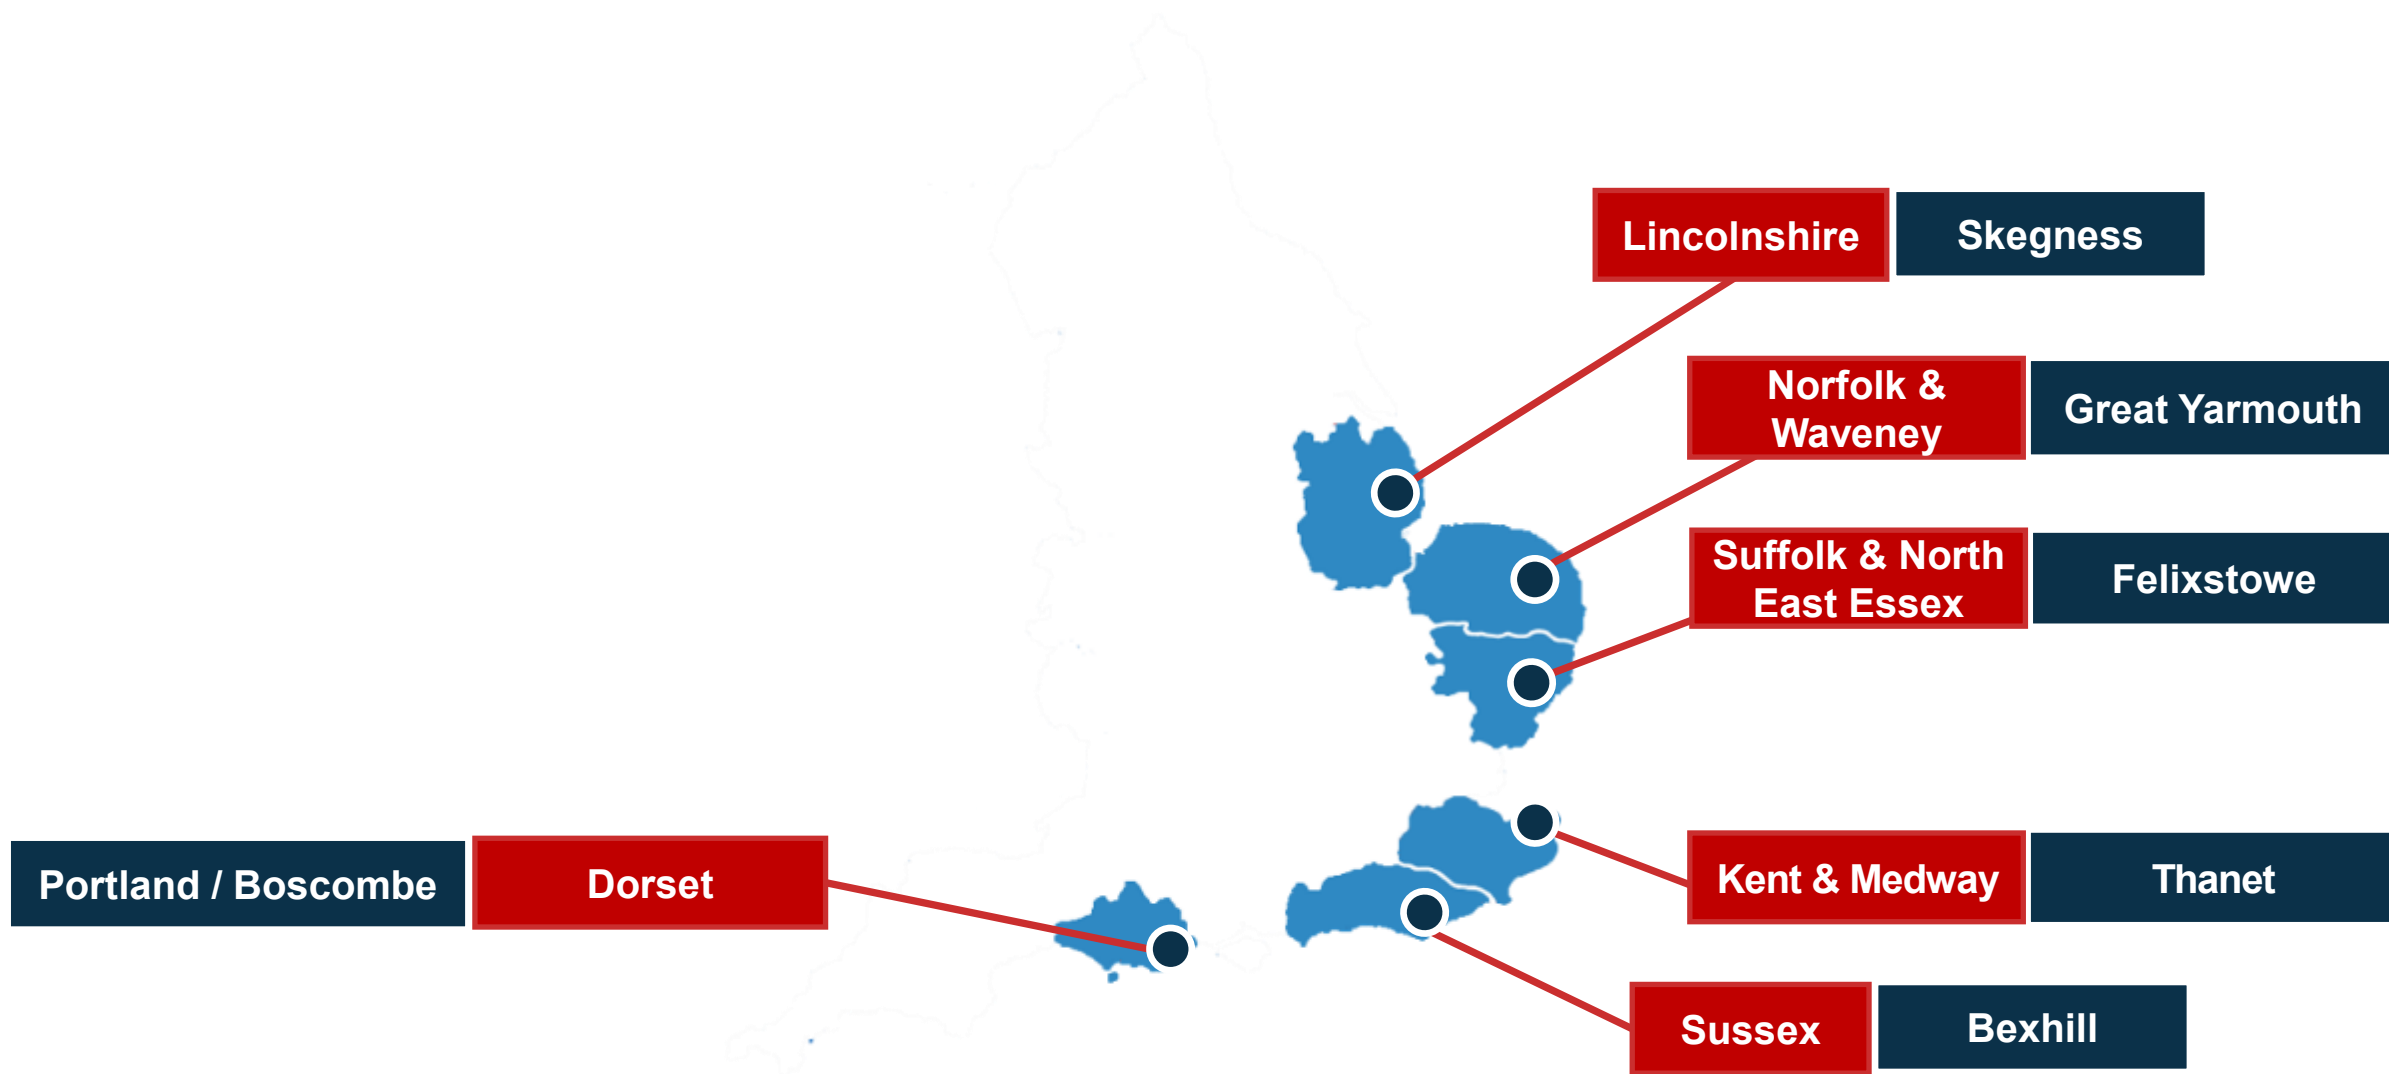 Lincolnshire
Skegness
Norfolk &
Waveney
Great Yarmouth
Suffolk & North
East Essex
Felixstowe
Kent & Medway
Thanet
Portland / Boscombe
Dorset
Sussex
Bexhill